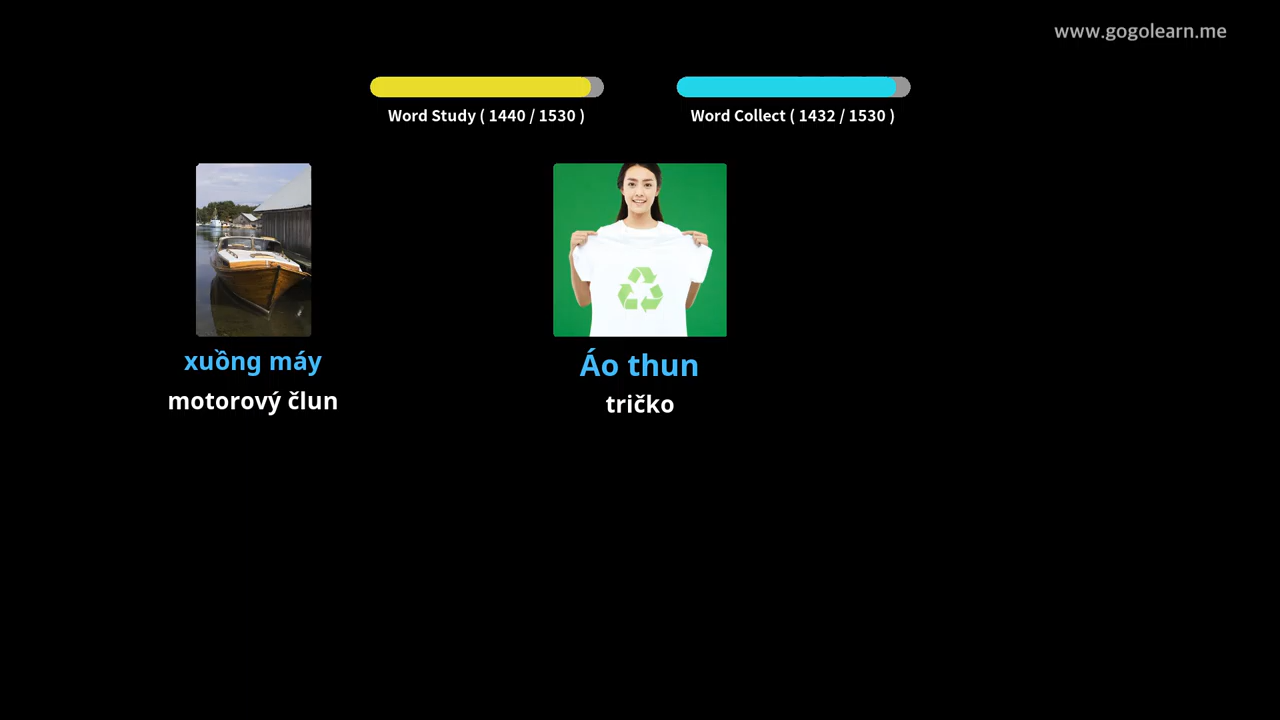 www.gogolearn.me
Word Study ( 1440 / 1530 )
Word Collect ( 1432 / 1530 )
xuồng máy
motorový člun
Áo thun
tričko